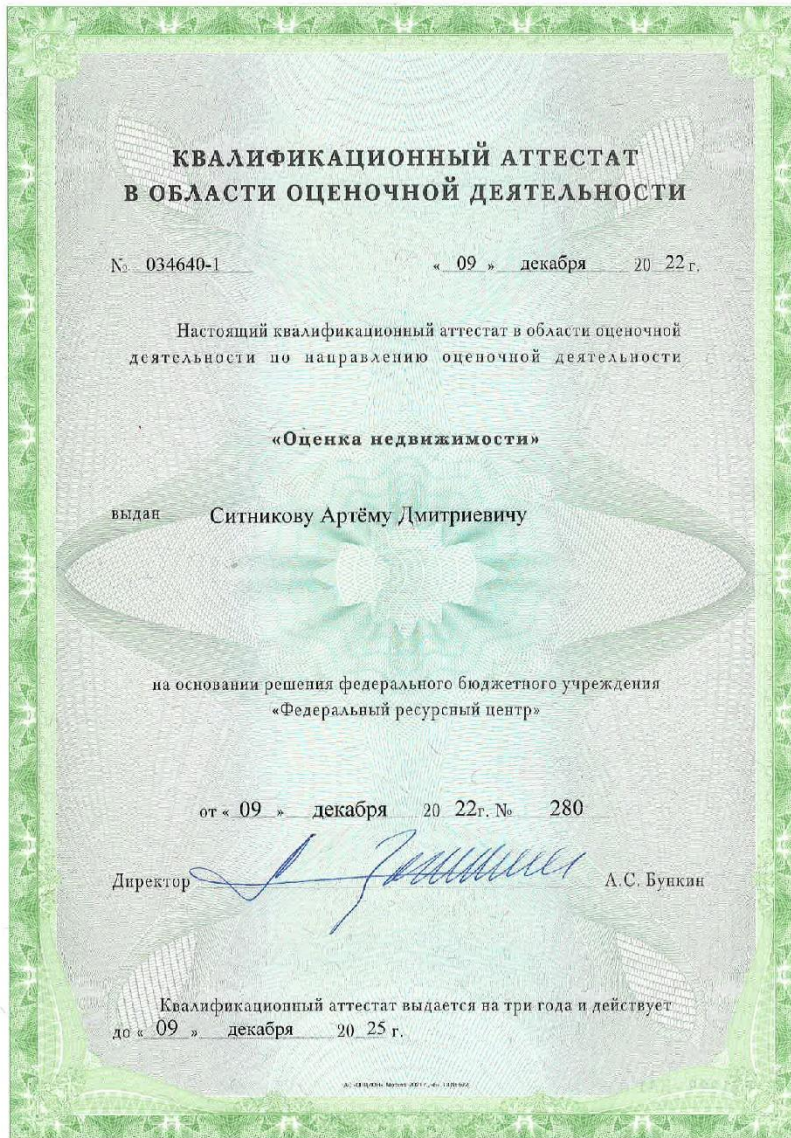 КВАЛИФИКАЦИОННЫЙ АТТЕСТАТ
В ОБЛАСТИ ОЦЕНОЧНОЙ ДЕЯТЕЛЬНОСТИ
№ 034640-1 « 09 » декабря 20 22 г.
Настоящий квалификационный аттестат в области оценочной
деятельности по направлению оценочной деятельности
«Оценка недвижимости»
выдан Ситникову Артёму Дмитриевичу
на основании решения федерального бюджетного учреждения
«Федеральный ресурсный центр»
от « 09 » декабря 20 22г. № 280
Директор А.С. Бункин
Квалификационный аттестат выдается на три года и действует
до « 09 » декабря 20 25 г.